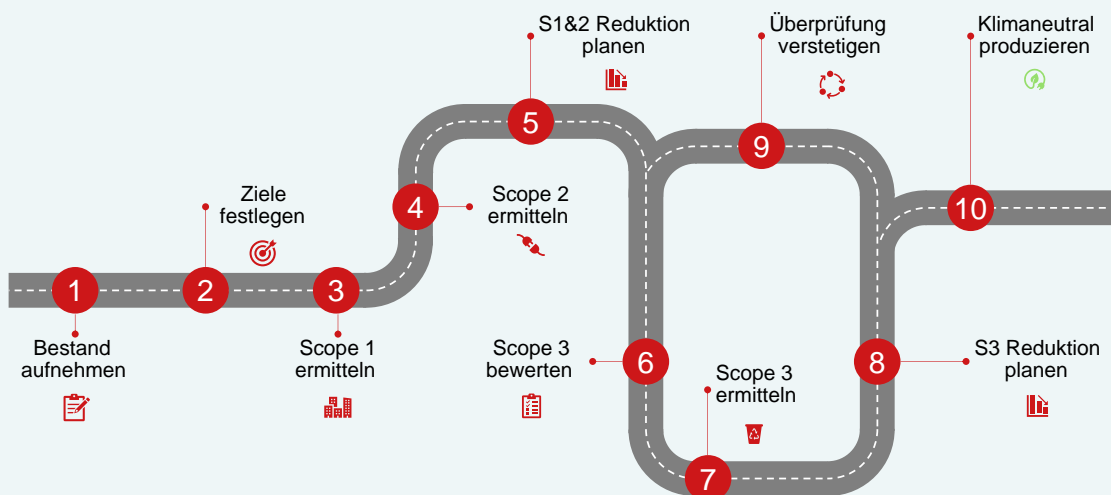 1
Bestand
aufnehmen
2
Ziele
festlegen
3
Scope 1
ermitteln
4
Scope 2
ermitteln
5
S1&2 Reduktion
planen
6
Scope 3
bewerten
7
Scope 3
ermitteln
8
S3 Reduktion
planen
9
Überprüfung
verstetigen
10
Klimaneutral
produzieren